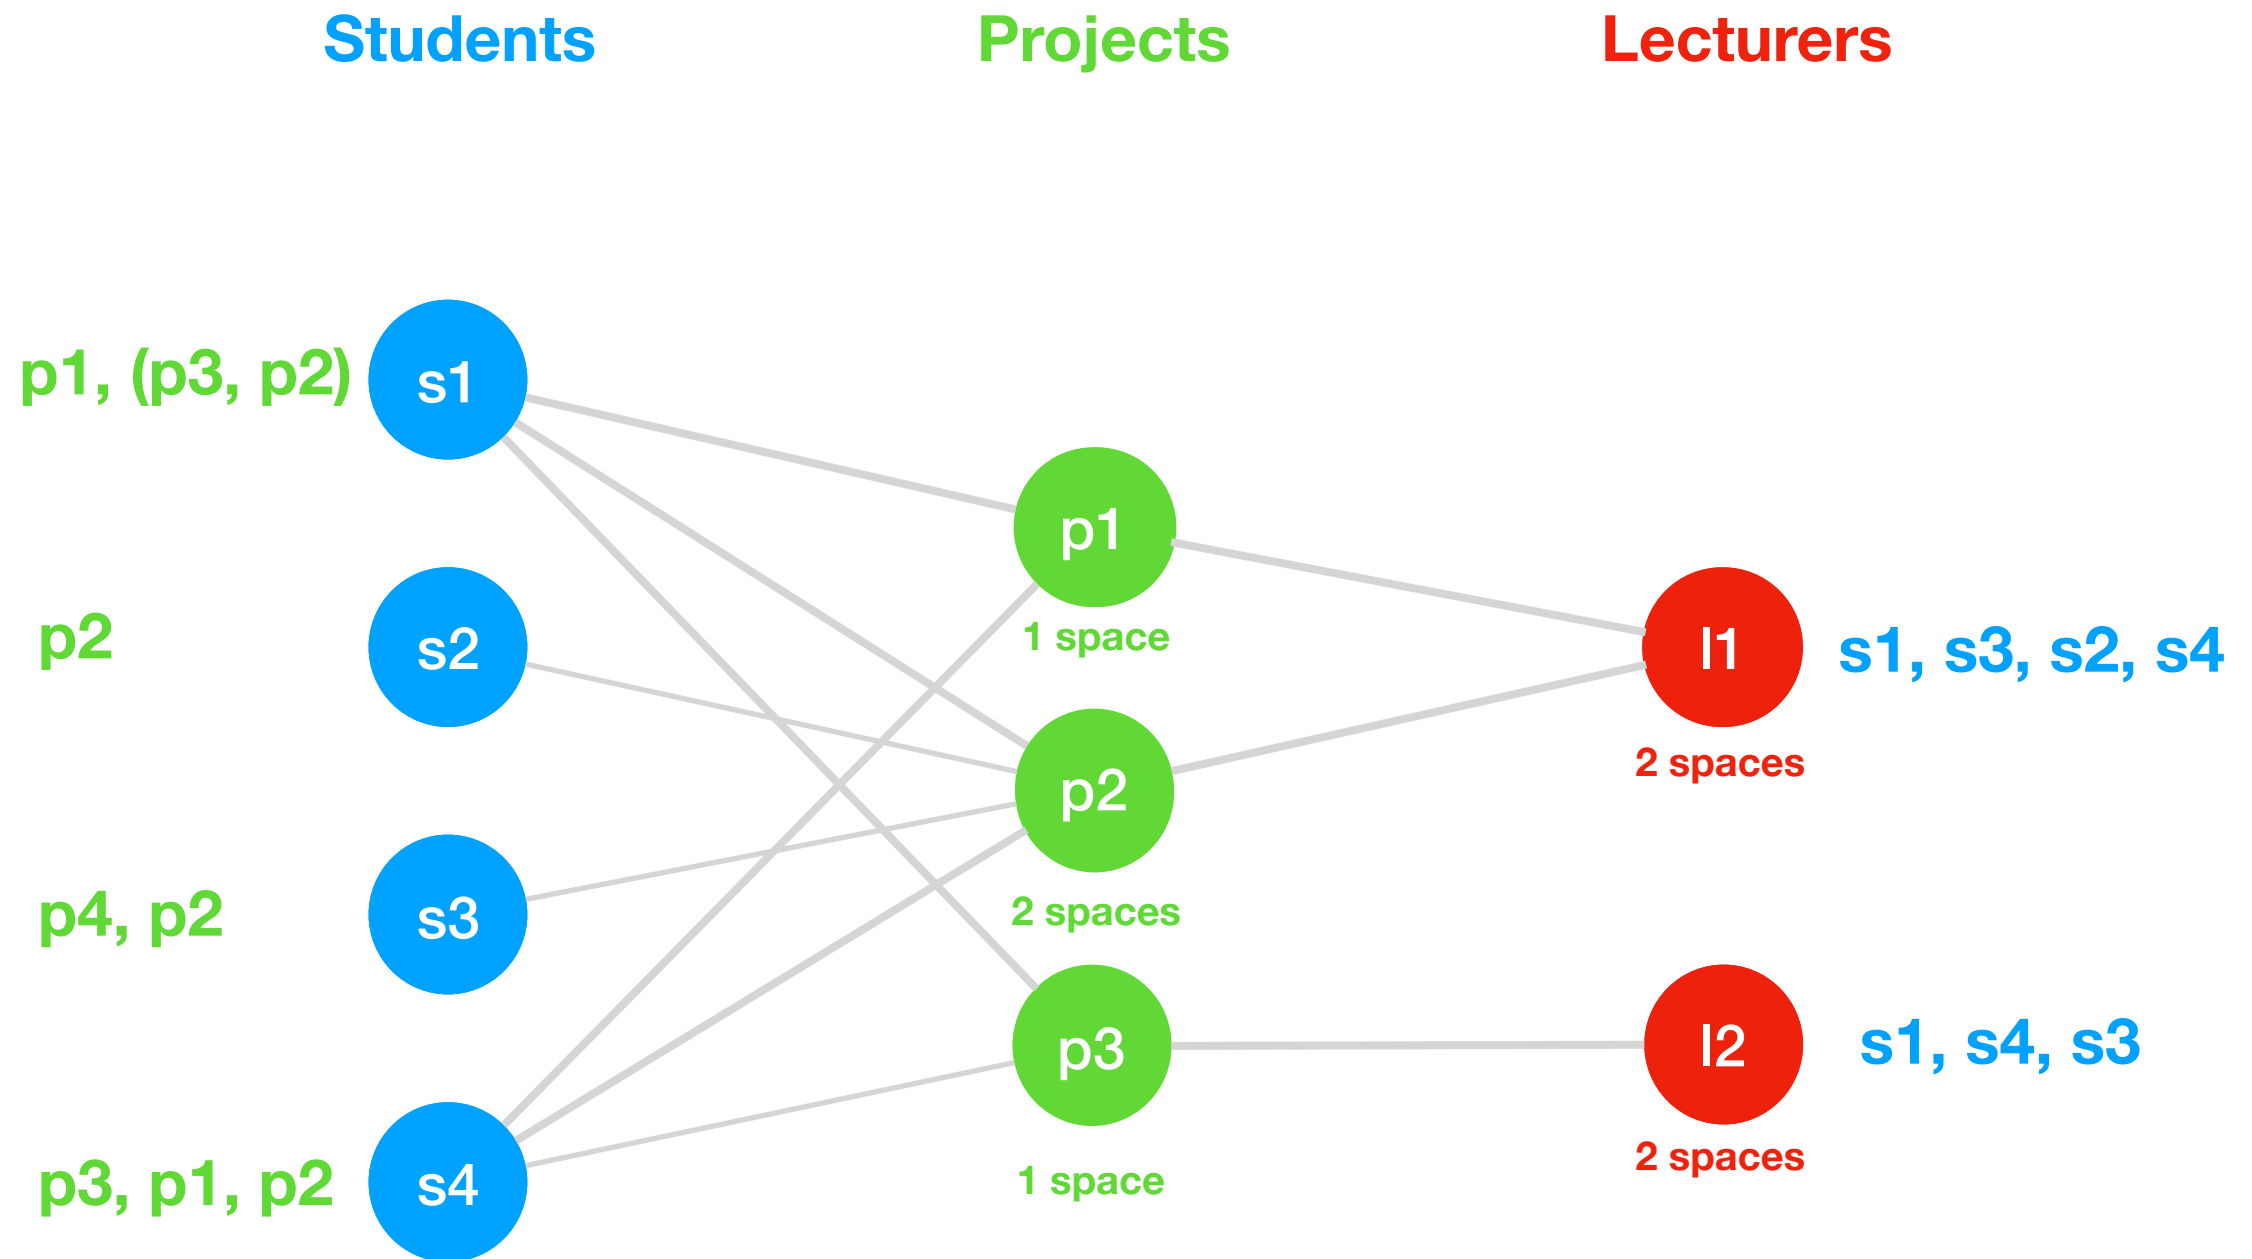 Students
Projects
Lecturers
p1, (p3, p2)
s1
p1
1 space
p2
s2
l1
s1, s3, s2, s4
2 spaces
p2
2 spaces
p4, p2
s3
p3
1 space
l2
s1, s4, s3
2 spaces
p3, p1, p2
s4